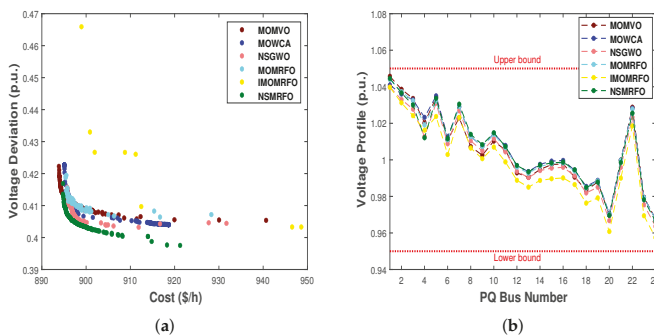 0.47
0.46
0.45
0.44
0.43
0.42
0.41
0.4
0.39
Voltage Deviation (p.u.)
890
900
910
920
930
940
950
Cost ($/h)
MOMVO
MOWCA
NSGWO
MOMRFO
IMOMRFO
NSMRFO
(a)
1.08
1.06
1.04
1.02
1
0.98
0.96
0.94
Voltage Profile (p.u.)
Upper bound
MOMVO
MOWCA
NSGWO
MOMRFO
IMOMRFO
NSMRFO
Lower bound
2
4
6
8
10
12
14
16
18
20
22
24
PQ Bus Number
(b)